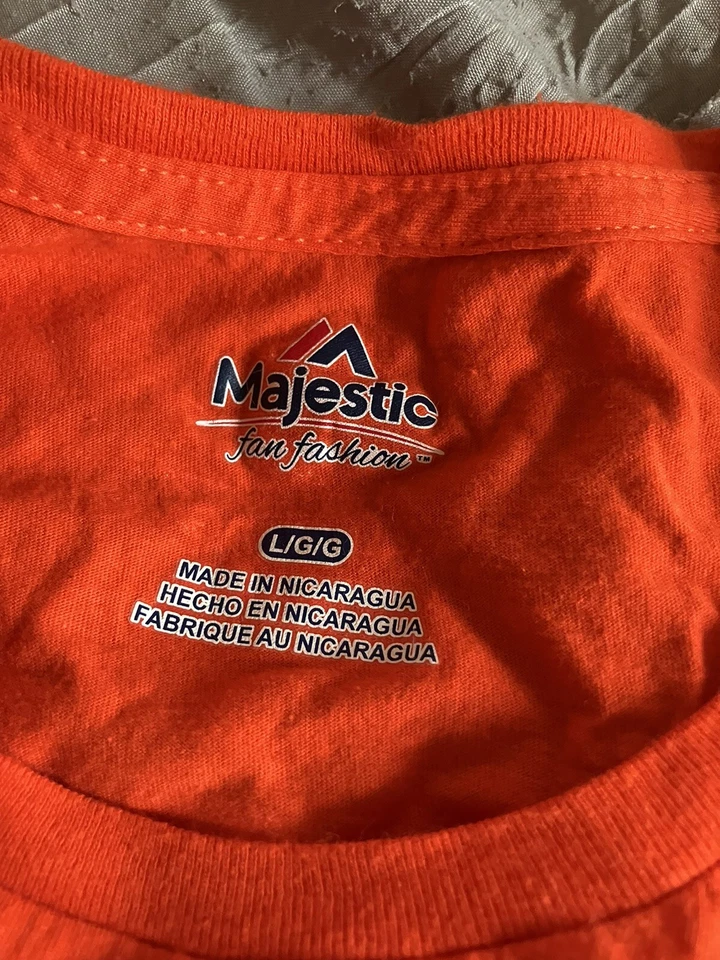 Majestic
fan fashion™
L/G/G
MADE IN NICARAGUA
HECHO EN NICARAGUA
FABRIQUE AU NICARAGUA